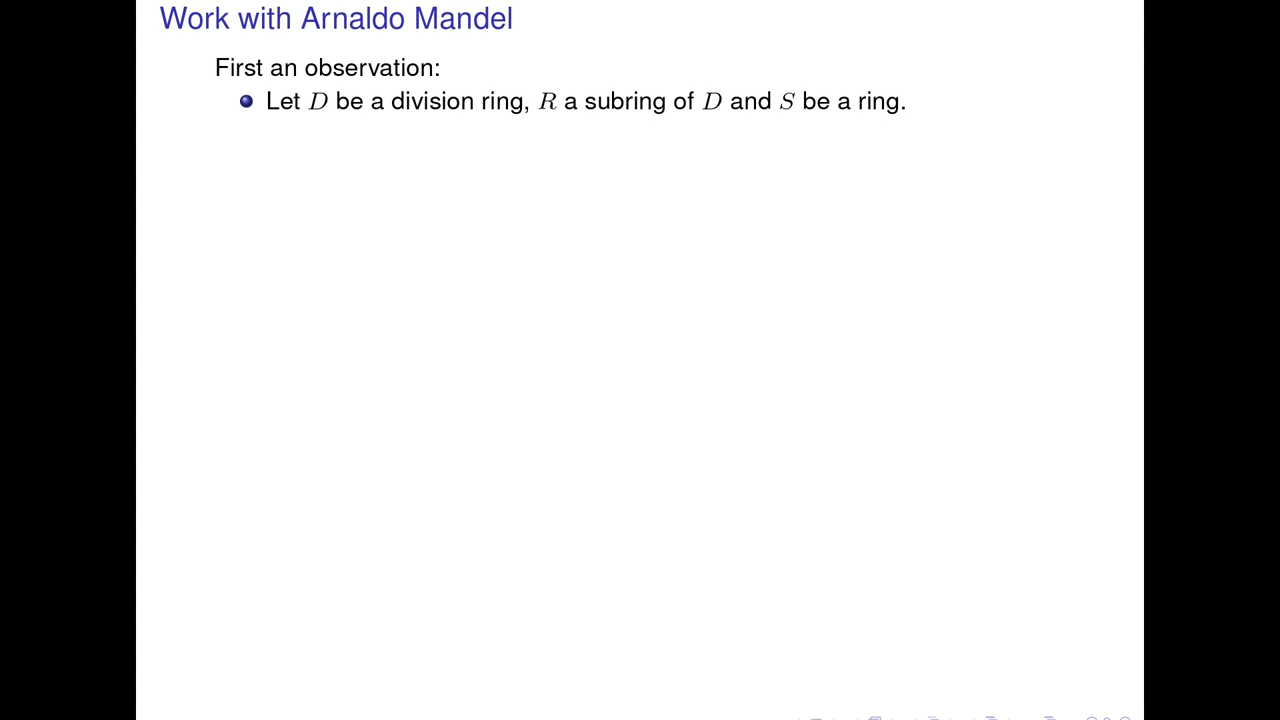 Work with Arnaldo Mandel
First an observation:
Let D be a division ring, R a subring of D and S be a ring.